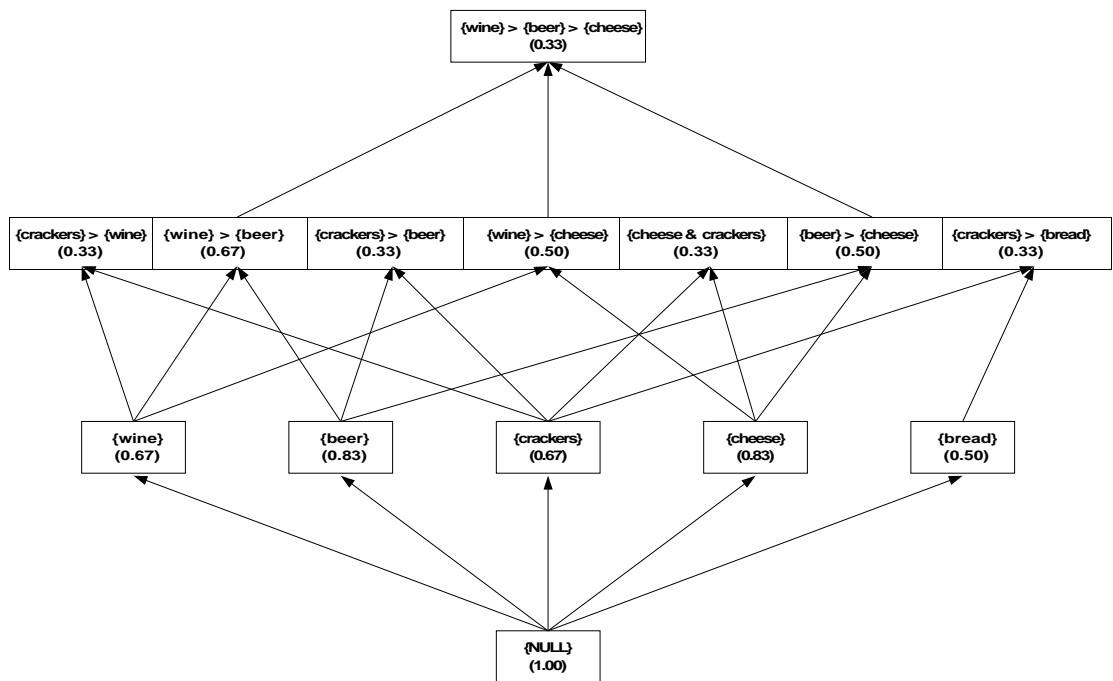 {wine} > {beer} > {cheese}
(0.33)
{crackers} > {wine}
(0.33)
{wine} > {beer}
(0.67)
{crackers} > {beer}
(0.33)
{wine} > {cheese}
(0.50)
{cheese & crackers}
(0.33)
{beer} > {cheese}
(0.50)
{crackers} > {bread}
(0.33)
{wine}
(0.67)
{beer}
(0.83)
{crackers}
(0.67)
{cheese}
(0.83)
{bread}
(0.50)
{NULL}
(1.00)